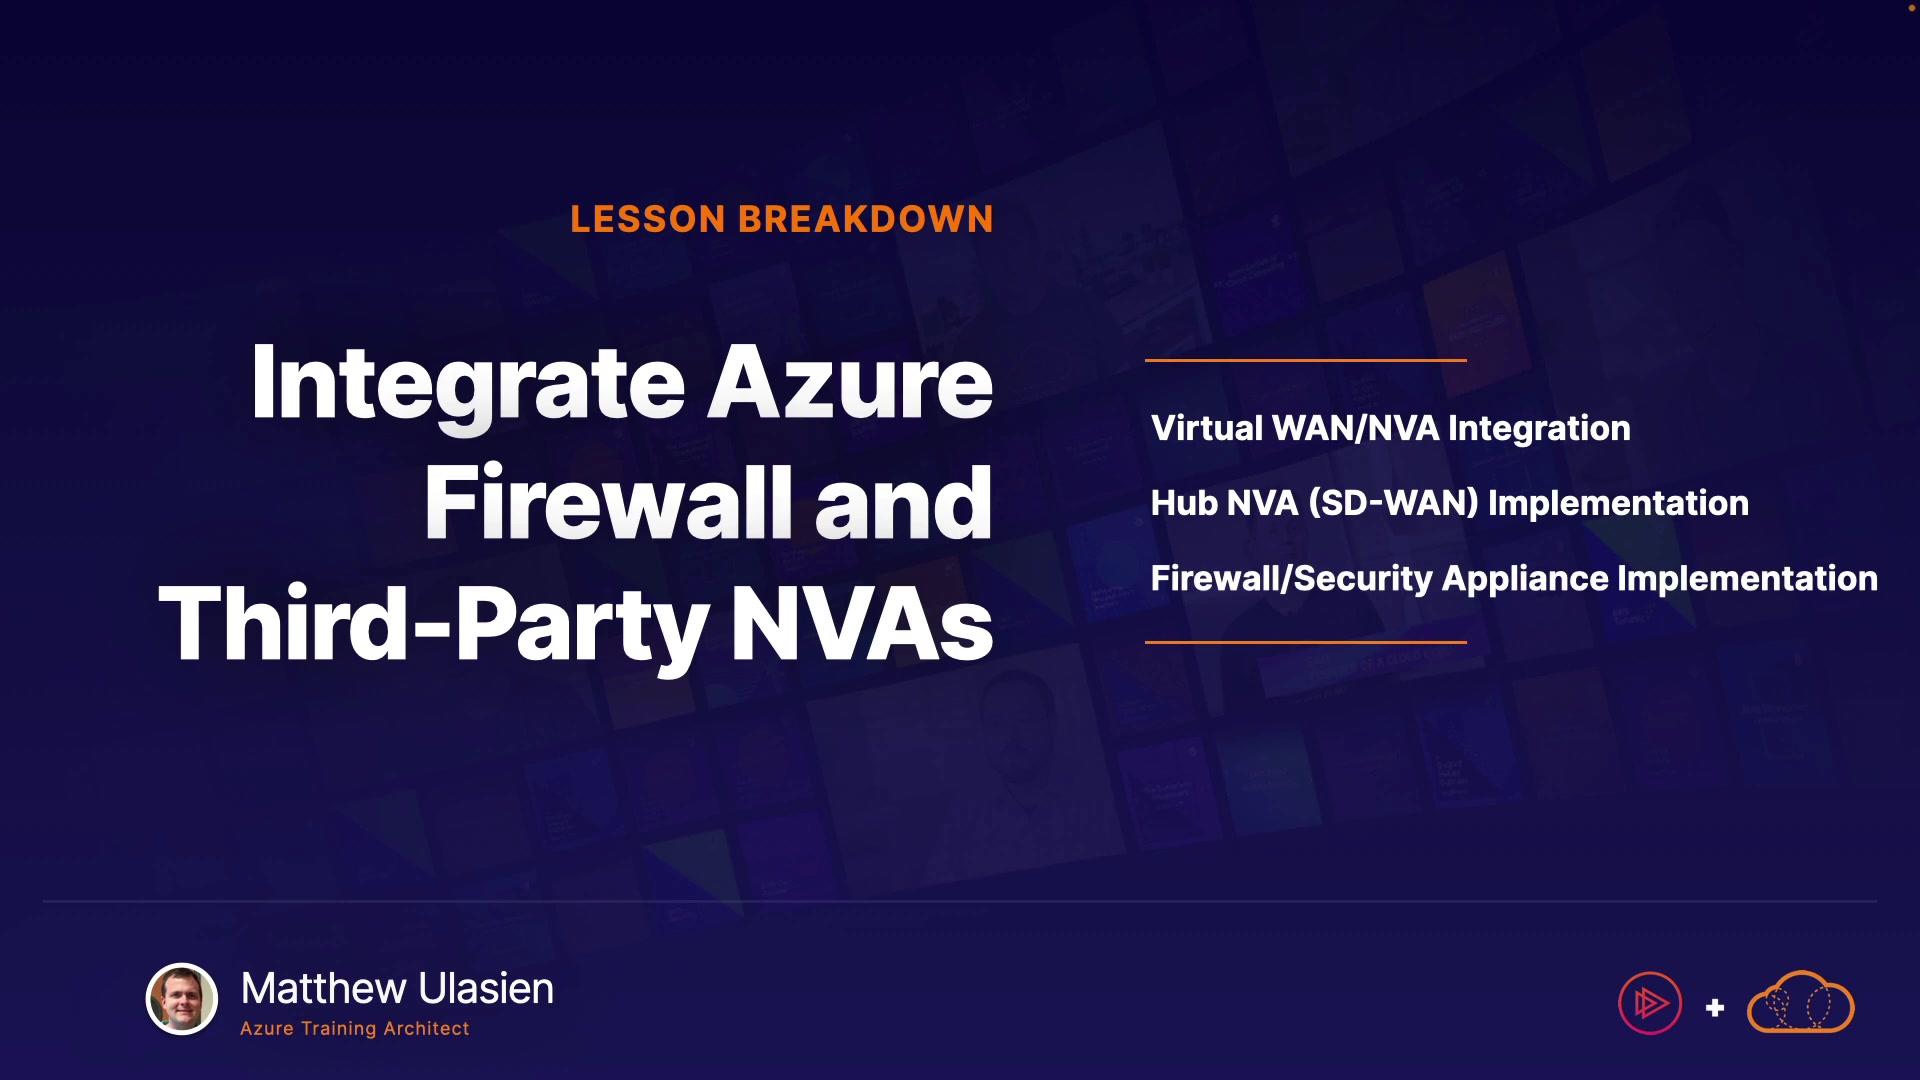 LESSON BREAKDOWN
Integrate Azure
Firewall and
Third-Party NVAs
Virtual WAN/NVA Integration
Hub NVA (SD-WAN) Implementation
Firewall/Security Appliance Implementation
Matthew Ulasien
Azure Training Architect